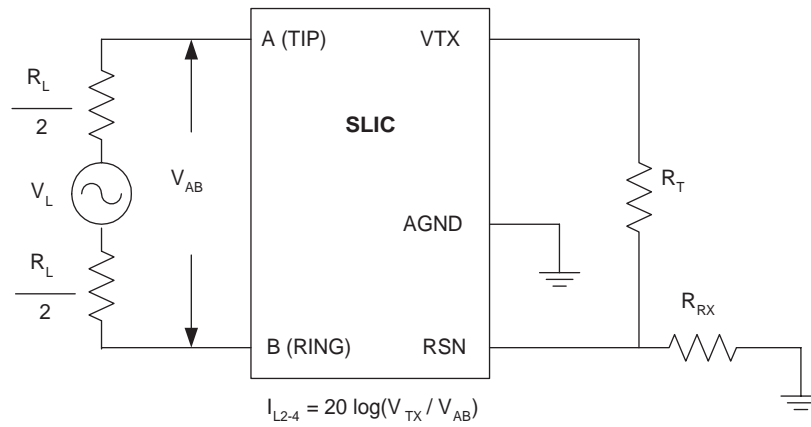 A (TIP)
VTX
R_L
2
SLIC
V_L
V_AB
R_T
AGND
R_L
2
R_RX
B (RING)
RSN
I_L2-4 = 20 log(V_TX / V_AB)